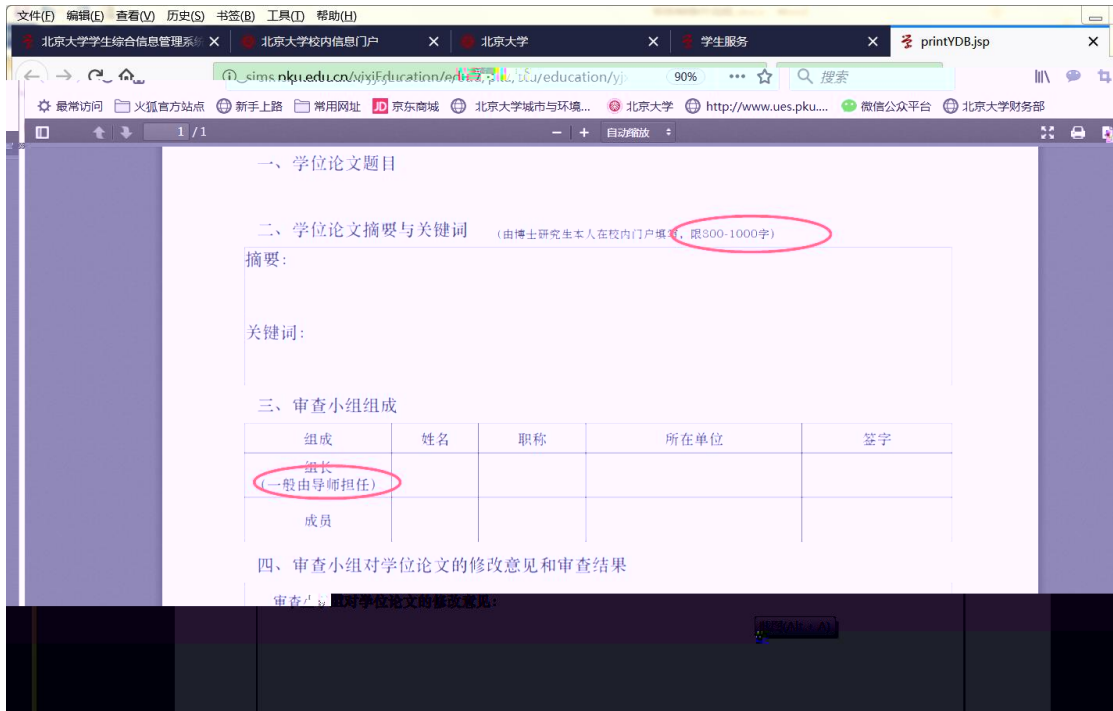 文件(F) 编辑(E) 查看(V) 历史(S) 书签(B) 工具(T) 帮助(H)
北京大学学生综合信息管理系统 北京大学校内信息门户 北京大学 学生服务 printYDB.jsp
90% 搜索
最常访问 火狐官方站点 新手上路 常用网址 JD 京东商城 北京大学城市与环境... 北京大学 http://www.ues.pku.... 微信公众平台 北京大学财务部
1 / 1 自动缩放
一、学位论文题目
二、学位论文摘要与关键词 (由博士研究生本人在校内门户填写, 限800-1000字)
摘要:
关键词:
三、审查小组组成
组成 姓名 职称 所在单位 签字
组长
(一般由导师担任)
成员
四、审查小组对学位论文的修改意见和审查结果
审查小组对学位论文的修改意见: